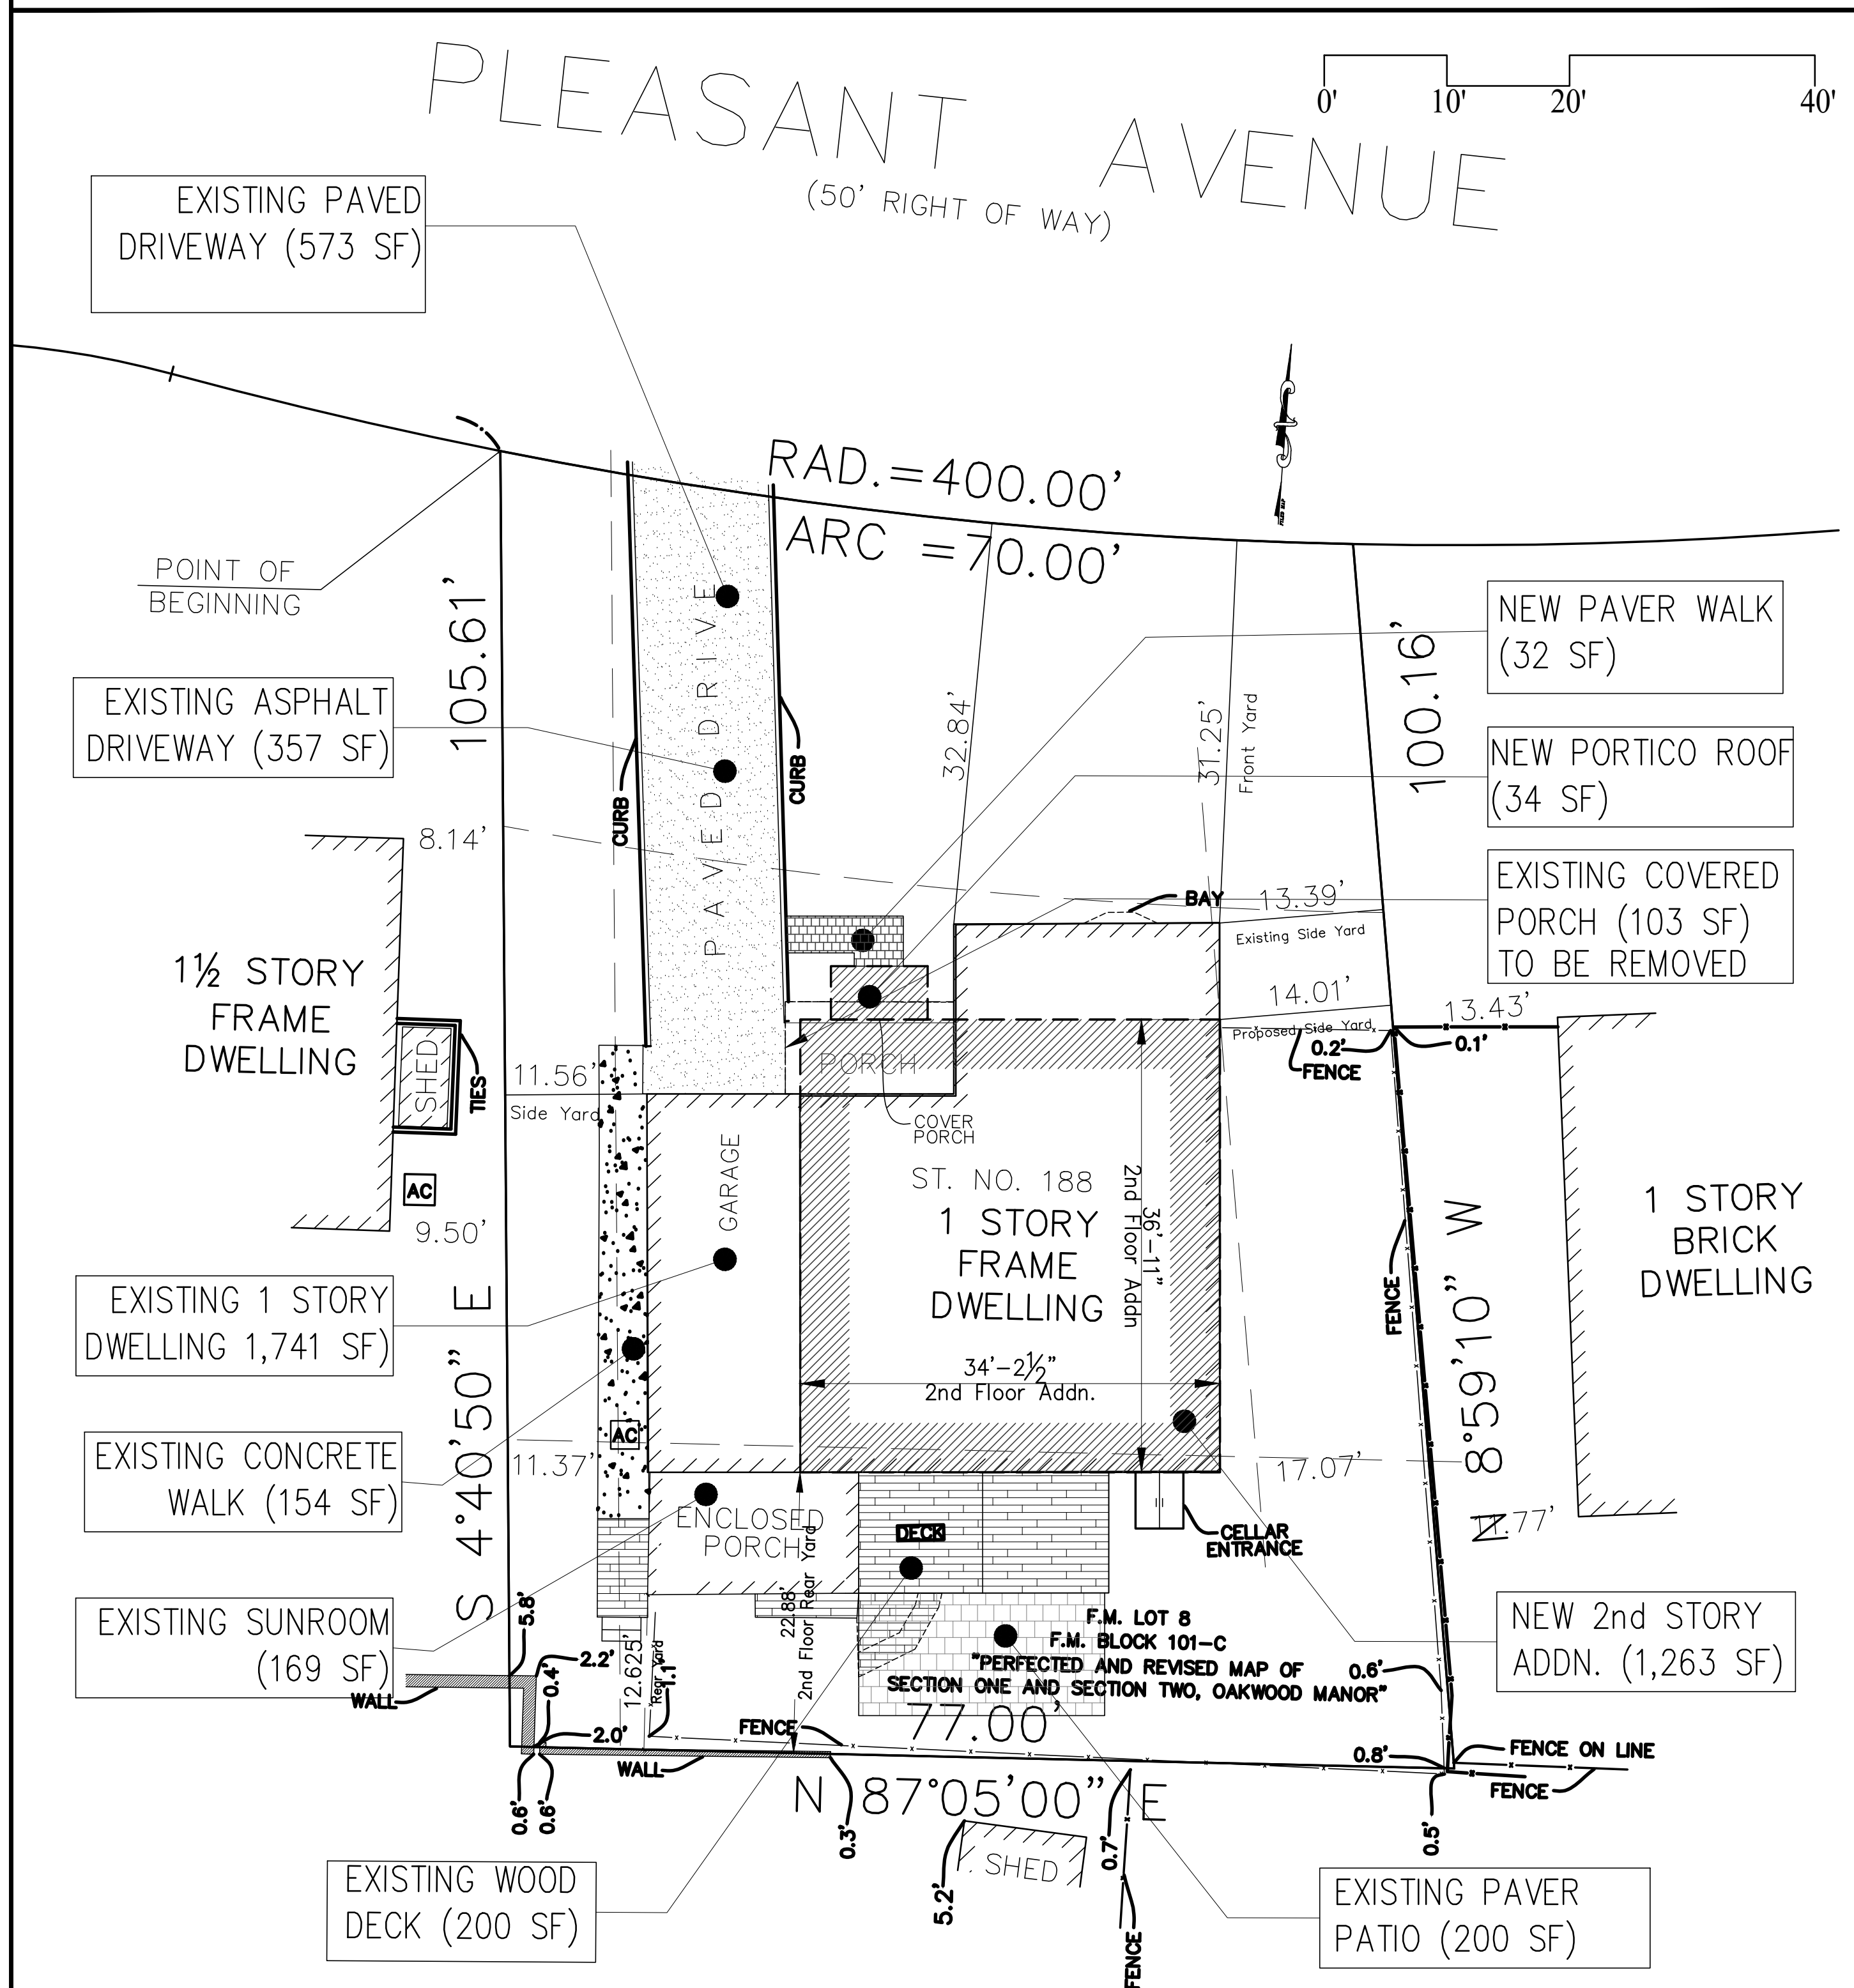 PLEASANT AVENUE
(50' RIGHT OF WAY)
0' 10' 20' 40'
EXISTING PAVED
DRIVEWAY (573 SF)
RAD.=400.00'
ARC =70.00'
POINT OF
BEGINNING
105.61'
PAVED DRIVE
CURB
CURB
32.84'
31.25'
Front Yard
100.16'
NEW PAVER WALK
(32 SF)
EXISTING ASPHALT
DRIVEWAY (357 SF)
NEW PORTICO ROOF
(34 SF)
8.14'
EXISTING COVERED
PORCH (103 SF)
TO BE REMOVED
BAY
13.39'
Existing Side Yard
1½ STORY
FRAME
DWELLING
SHED
TIES
14.01'
Proposed Side Yard
13.43'
0.2'
0.1'
FENCE
11.56'
Side Yard
PORCH
COVER
PORCH
AC
9.50'
GARAGE
ST. NO. 188
1 STORY
FRAME
DWELLING
36'-11"
2nd Floor Addn
34'-2½"
2nd Floor Addn.
FENCE
1 STORY
BRICK
DWELLING
EXISTING 1 STORY
DWELLING 1,741 SF)
S 4°40'50" E
N 8°59'10" W
EXISTING CONCRETE
WALK (154 SF)
AC
11.37'
17.07'
11.77'
ENCLOSED
PORCH
DECK
CELLAR
ENTRANCE
EXISTING SUNROOM
(169 SF)
5.8'
2.2'
0.4'
WALL
2.0'
12.625'
Rear Yard
1.1'
22.88'
2nd Floor Rear Yard
F.M. LOT 8
F.M. BLOCK 101-C
"PERFECTED AND REVISED MAP OF
SECTION ONE AND SECTION TWO, OAKWOOD MANOR"
0.6'
NEW 2nd STORY
ADDN. (1,263 SF)
77.00'
FENCE
WALL
0.8'
FENCE ON LINE
FENCE
N 87°05'00" E
0.6'
0.6'
0.3'
0.7'
0.5'
5.2'
SHED
FENCE
EXISTING WOOD
DECK (200 SF)
EXISTING PAVER
PATIO (200 SF)